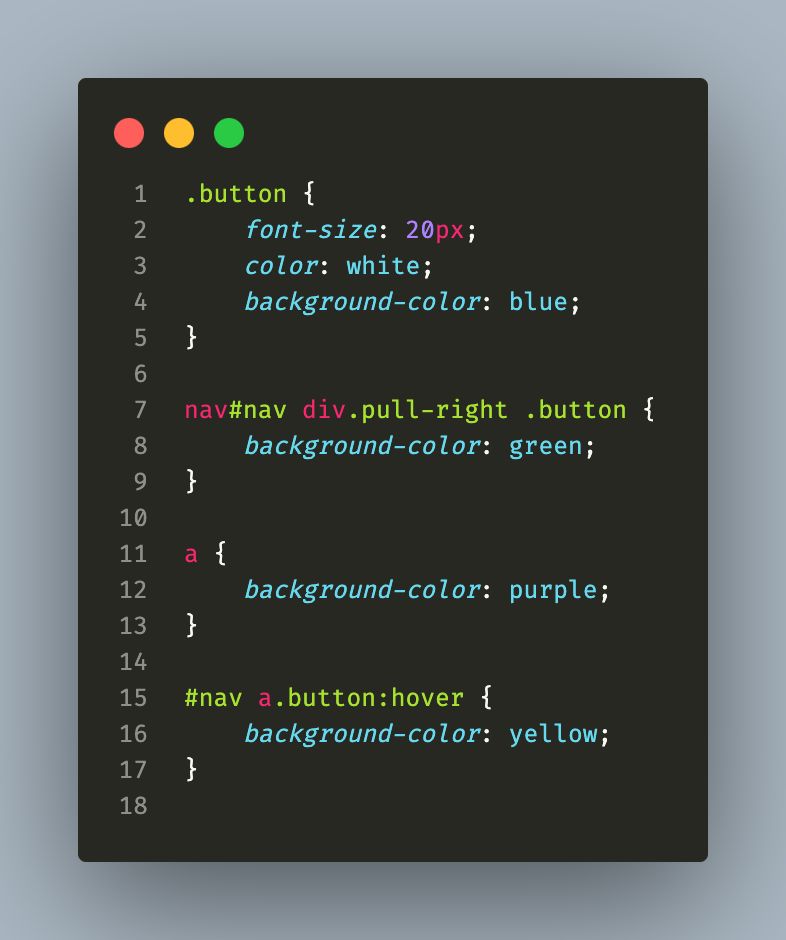 1 .button {
2     font-size: 20px;
3     color: white;
4     background-color: blue;
5 }
6
7 nav#nav div.pull-right .button {
8     background-color: green;
9 }
10
11 a {
12     background-color: purple;
13 }
14
15 #nav a.button:hover {
16     background-color: yellow;
17 }
18